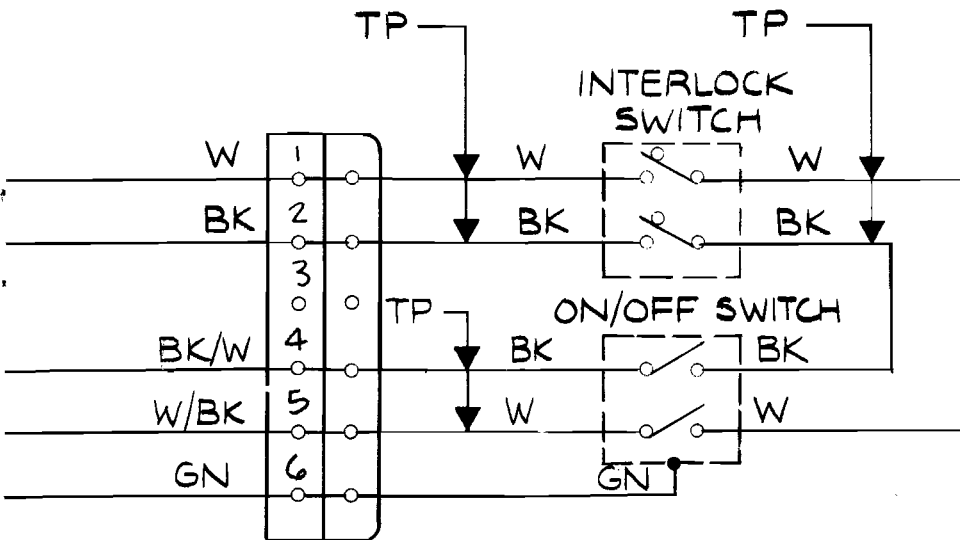 TP
TP
INTERLOCK
SWITCH
W
1
W
W
BK
2
BK
BK
3
TP
ON/OFF SWITCH
BK/W
4
BK
BK
W/BK
5
W
W
GN
6
GN